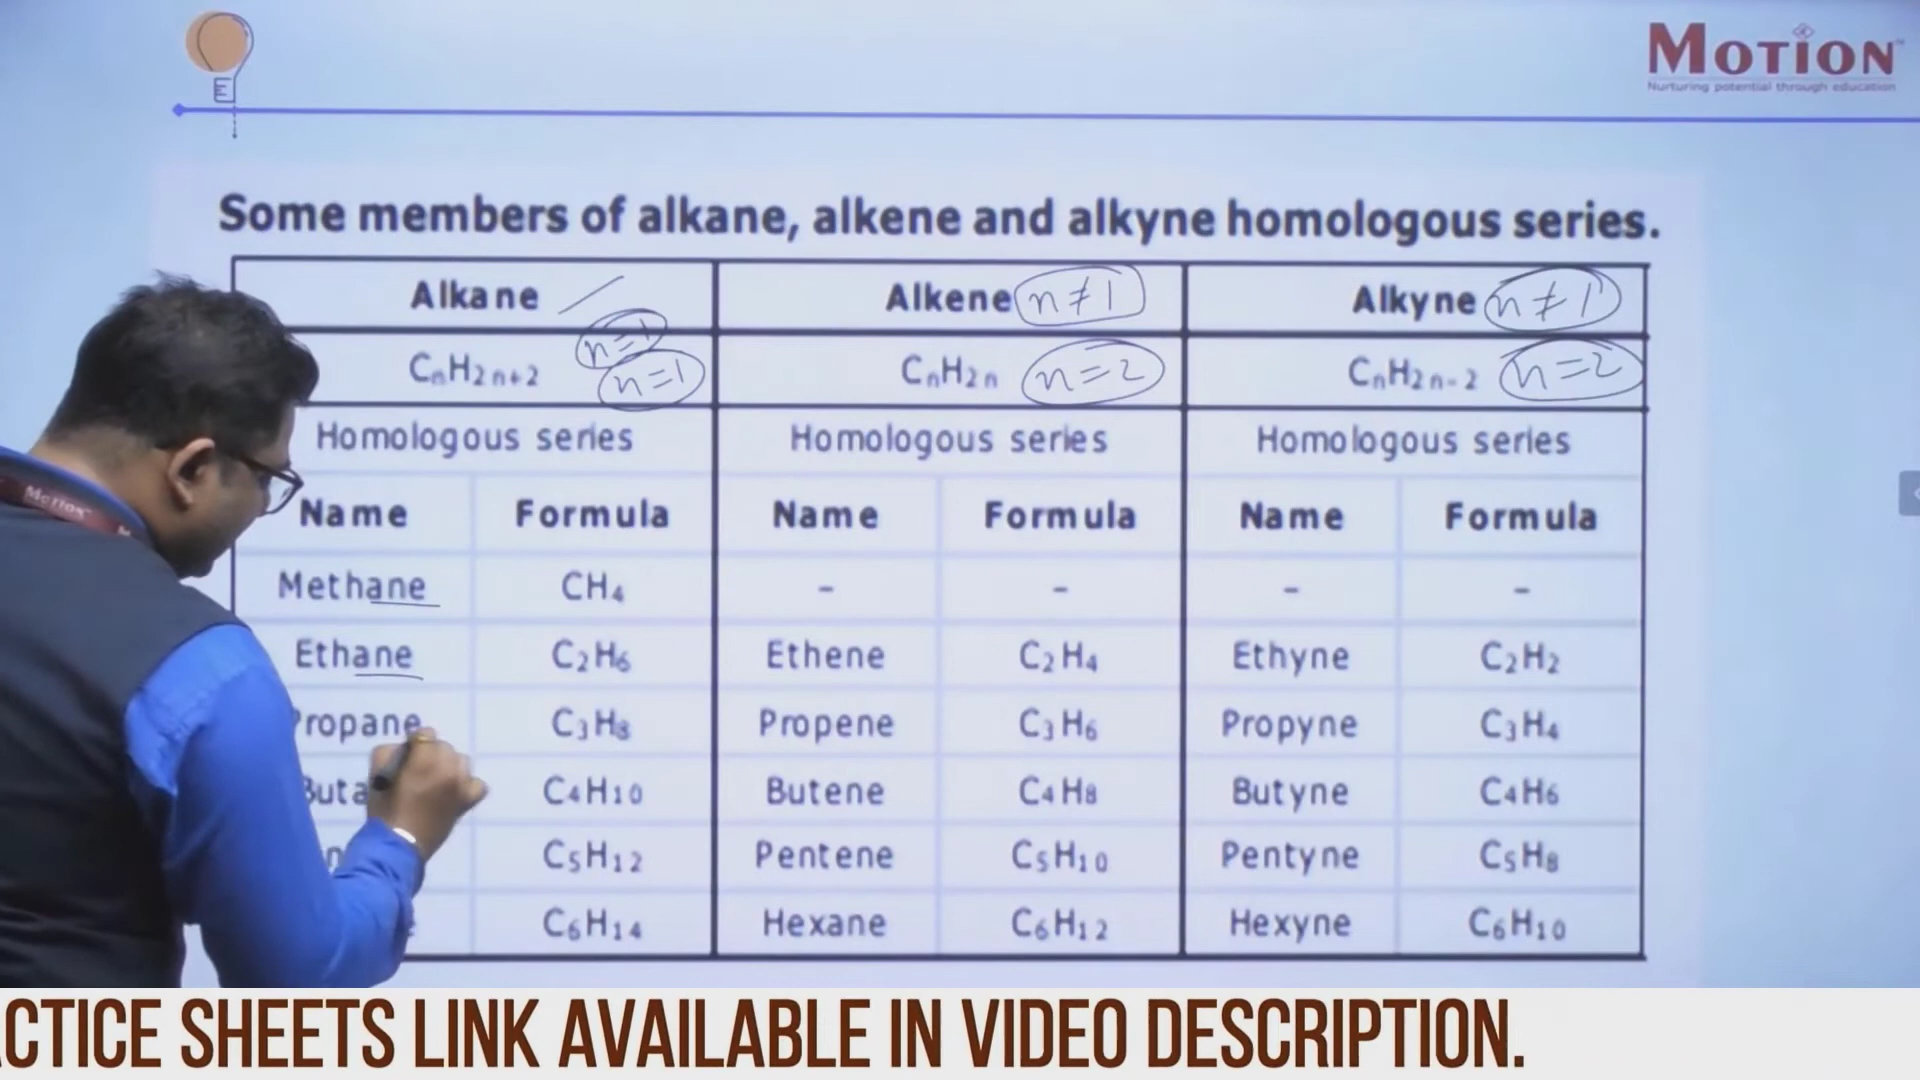 MOTION
Nurturing potential through education
Some members of alkane, alkene and alkyne homologous series.
Alkane Alkene n ≠ 1 Alkyne n ≠ 1
n=1
CnH2n+2 n=1 CnH2n n=2 CnH2n-2 n=2
Homologous series Homologous series Homologous series
Name Formula Name Formula Name Formula
Methane CH4 - - - -
Ethane C2H6 Ethene C2H4 Ethyne C2H2
ropane C3H8 Propene C3H6 Propyne C3H4
Buta C4H10 Butene C4H8 Butyne C4H6
C5H12 Pentene C5H10 Pentyne C5H8
C6H14 Hexane C6H12 Hexyne C6H10
MOTION
CTICE SHEETS LINK AVAILABLE IN VIDEO DESCRIPTION.